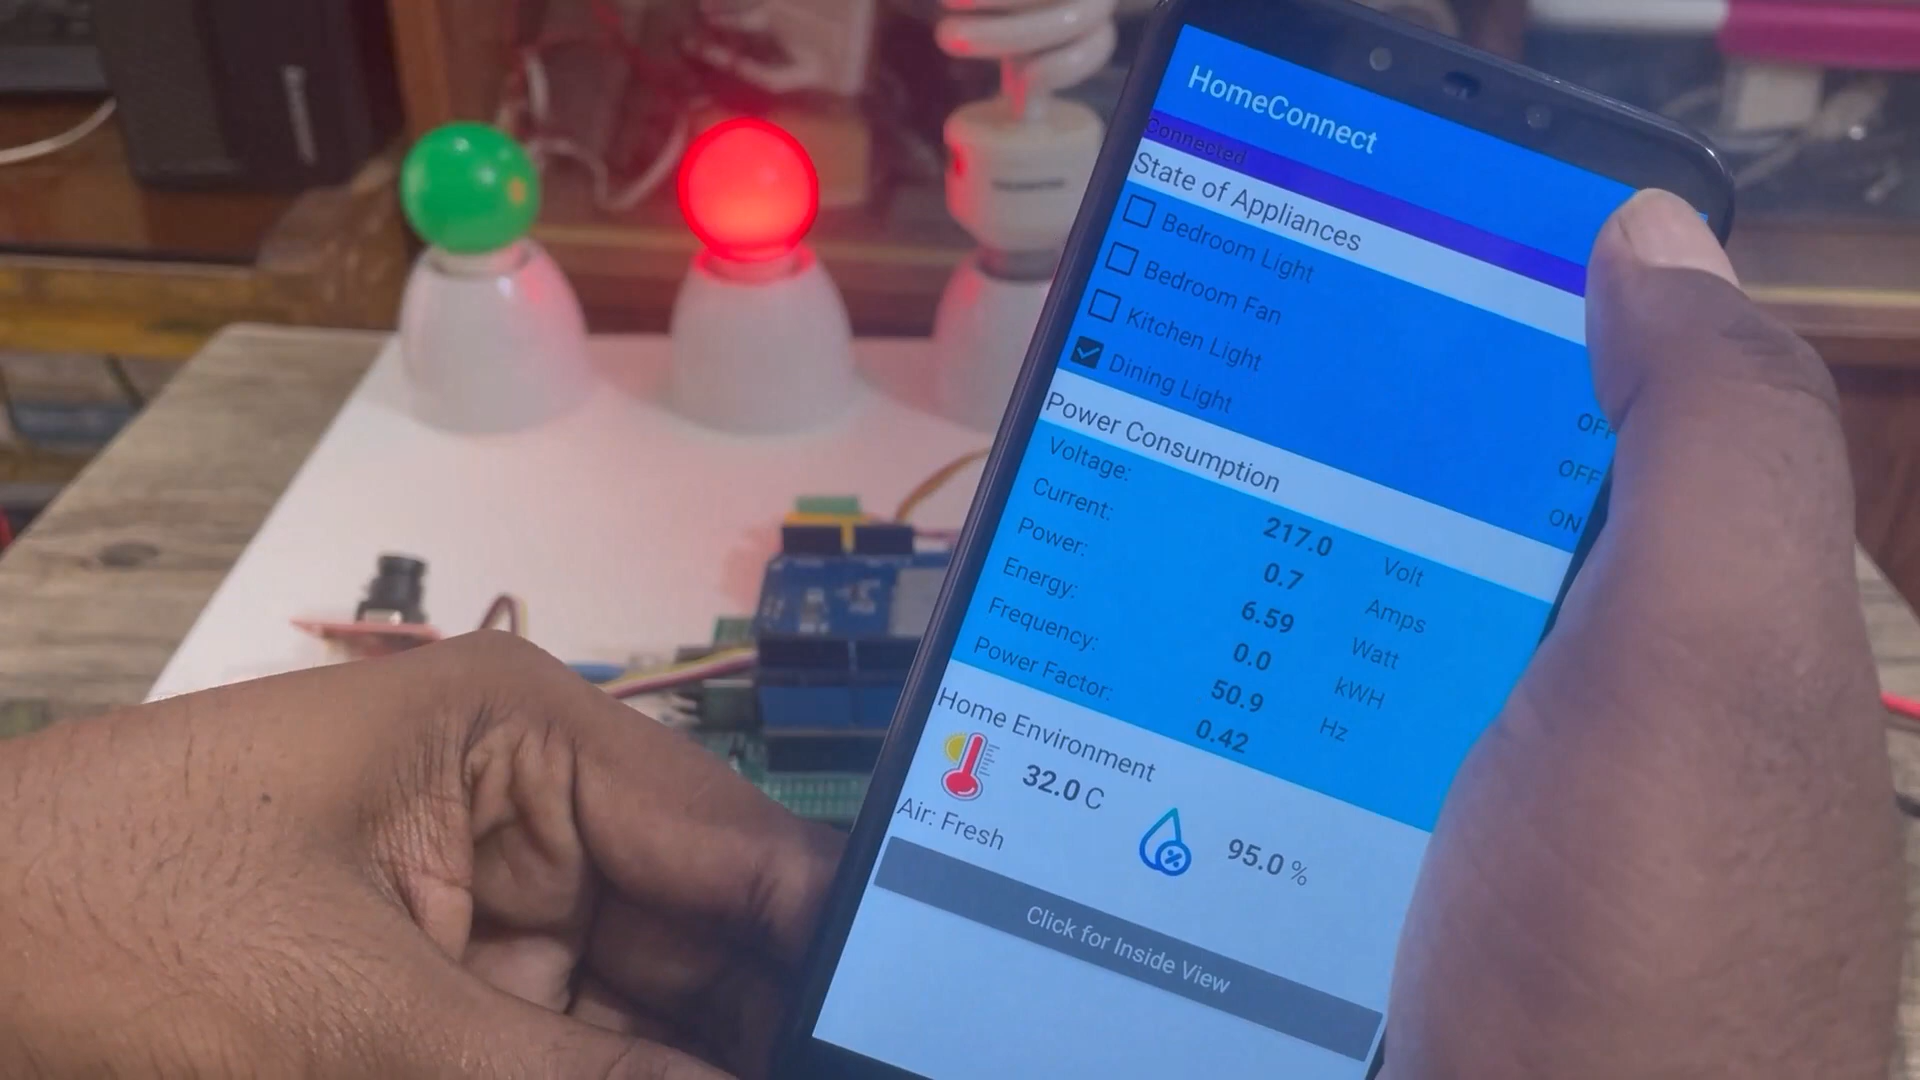 HomeConnect
Connected
State of Appliances
Bedroom Light
Bedroom Fan OFF
Kitchen Light OFF
Dining Light ON
Power Consumption
Voltage: 217.0 Volt
Current: 0.7 Amps
Power: 6.59 Watt
Energy: 0.0 kWH
Frequency: 50.9 Hz
Power Factor: 0.42
Home Environment
32.0 C
95.0 %
Air: Fresh
Click for Inside View